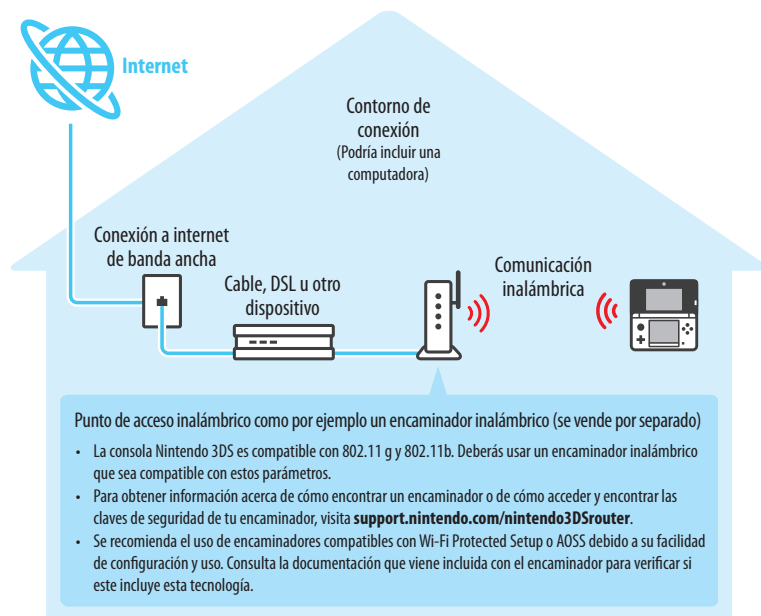 Internet
Contorno de
conexión
(Podría incluir una
computadora)
Conexión a internet
de banda ancha
Cable, DSL u otro
dispositivo
Comunicación
inalámbrica
Punto de acceso inalámbrico como por ejemplo un encaminador inalámbrico (se vende por separado)
• La consola Nintendo 3DS es compatible con 802.11 g y 802.11b. Deberás usar un encaminador inalámbrico
que sea compatible con estos parámetros.
• Para obtener información acerca de cómo encontrar un encaminador o de cómo acceder y encontrar las
claves de seguridad de tu encaminador, visita support.nintendo.com/nintendo3DSrouter.
• Se recomienda el uso de encaminadores compatibles con Wi-Fi Protected Setup o AOSS debido a su facilidad
de configuración y uso. Consulta la documentación que viene incluida con el encaminador para verificar si
este incluye esta tecnología.